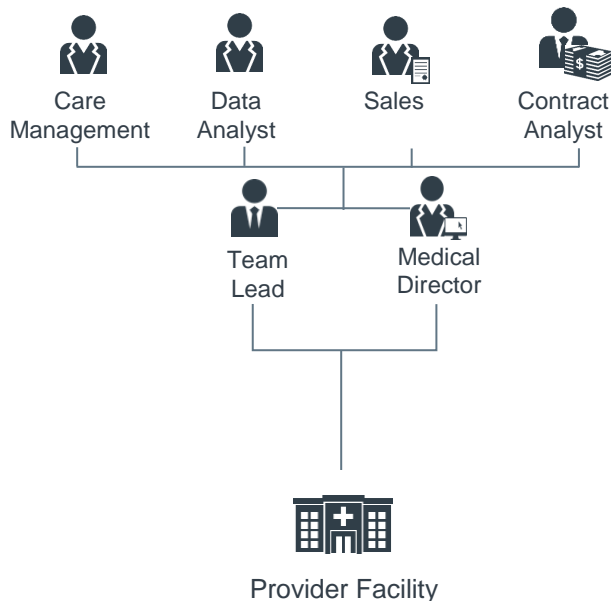 Care
Management
Data
Analyst
Sales
Contract
Analyst
$
Team
Lead
Medical
Director
Provider Facility